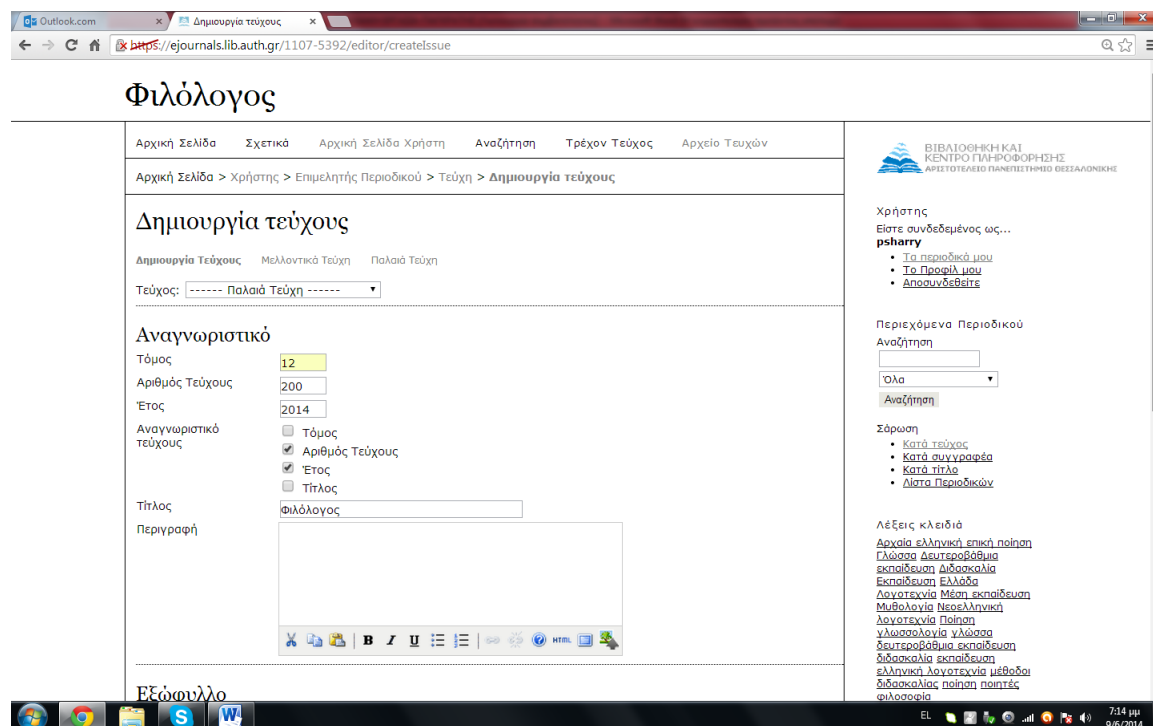 Outlook.com
Δημιουργία τεύχους
https://ejournals.lib.auth.gr/1107-5392/editor/createIssue
Φιλόλογος
Αρχική Σελίδα Σχετικά Αρχική Σελίδα Χρήστη Αναζήτηση Τρέχον Τεύχος Αρχείο Τευχών
Αρχική Σελίδα > Χρήστης > Επιμελητής Περιοδικού > Τεύχη > Δημιουργία τεύχους
Δημιουργία τεύχους
Δημιουργία Τεύχους Μελλοντικά Τεύχη Παλαιά Τεύχη
Τεύχος: ------ Παλαιά Τεύχη ------
Αναγνωριστικό
Τόμος 12
Αριθμός Τεύχους 200
Έτος 2014
Αναγνωριστικό τεύχους
Τόμος
Αριθμός Τεύχους
Έτος
Τίτλος
Τίτλος Φιλόλογος
Περιγραφή
B I U HTML
Εξώφυλλο
ΒΙΒΛΙΟΘΗΚΗ ΚΑΙ
ΚΕΝΤΡΟ ΠΛΗΡΟΦΟΡΗΣΗΣ
ΑΡΙΣΤΟΤΕΛΕΙΟ ΠΑΝΕΠΙΣΤΗΜΙΟ ΘΕΣΣΑΛΟΝΙΚΗΣ
Χρήστης
Είστε συνδεδεμένος ως...
psharry
Τα περιοδικά μου
Το Προφίλ μου
Αποσυνδεθείτε
Περιεχόμενα Περιοδικού
Αναζήτηση
Όλα
Αναζήτηση
Σάρωση
Κατά τεύχος
Κατά συγγραφέα
Κατά τίτλο
Λίστα Περιοδικών
Λέξεις κλειδιά
Αρχαία ελληνική επική ποίηση
Γλώσσα Δευτεροβάθμια
εκπαίδευση Διδασκαλία
Εκπαίδευση Ελλάδα
Λογοτεχνία Μέση εκπαίδευση
Μυθολογία Νεοελληνική
λογοτεχνία Ποίηση
γλωσσολογία γλώσσα
δευτεροβάθμια εκπαίδευση
διδασκαλία εκπαίδευση
ελληνική λογοτεχνία μέθοδοι
διδασκαλίας ποίηση ποιητές
φιλοσοφία
EL
7:14 μμ
9/6/2014